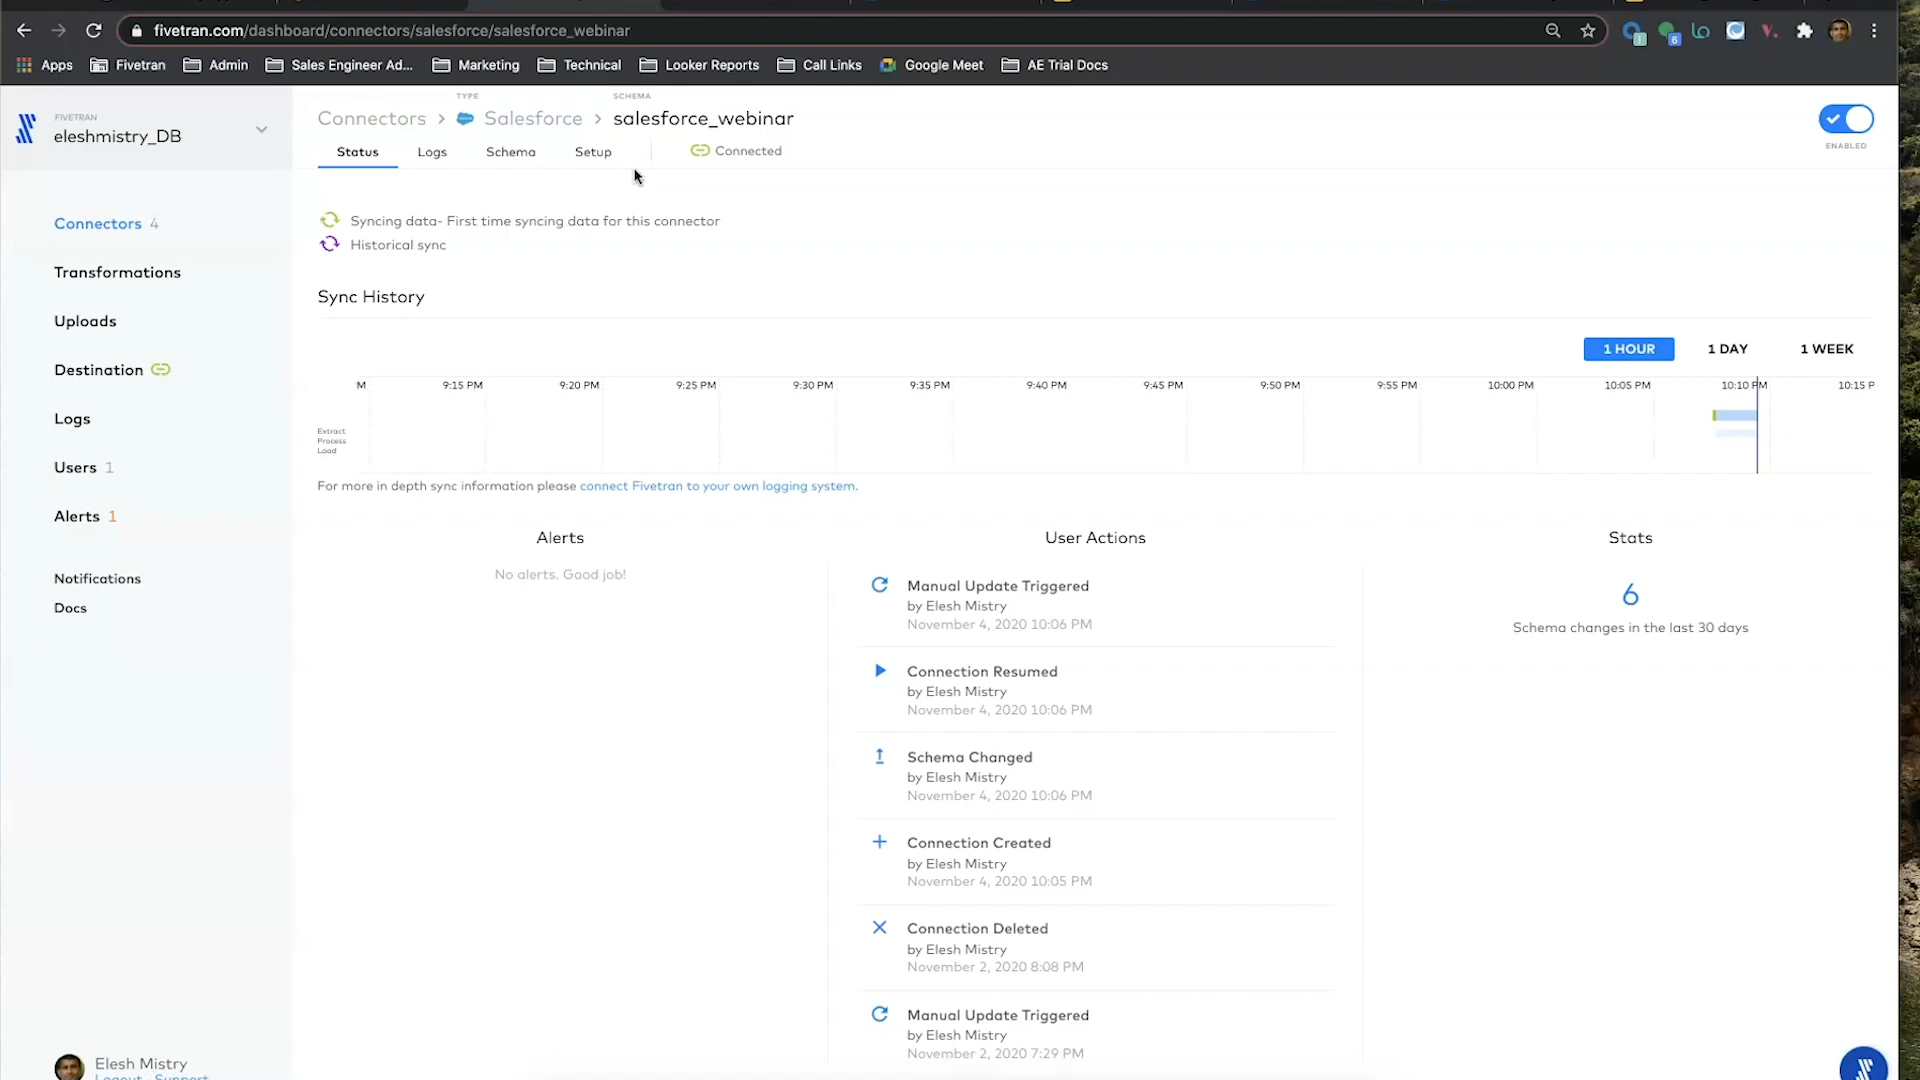 fivetran.com/dashboard/connectors/salesforce/salesforce_webinar
Apps
Fivetran
Admin
Sales Engineer Ad...
Marketing
Technical
Looker Reports
Call Links
Google Meet
AE Trial Docs
FIVETRAN
eleshmistry_DB
TYPE
SCHEMA
Connectors > Salesforce > salesforce_webinar
ENABLED
Status
Logs
Schema
Setup
Connected
Connectors 4
Transformations
Uploads
Destination
Logs
Users 1
Alerts 1
Notifications
Docs
Elesh Mistry
Logout - Support
Syncing data- First time syncing data for this connector
Historical sync
Sync History
1 HOUR
1 DAY
1 WEEK
M 9:15 PM 9:20 PM 9:25 PM 9:30 PM 9:35 PM 9:40 PM 9:45 PM 9:50 PM 9:55 PM 10:00 PM 10:05 PM 10:10 PM 10:15 P
Extract
Process
Load
For more in depth sync information please connect Fivetran to your own logging system.
Alerts
No alerts. Good job!
User Actions
Manual Update Triggered
by Elesh Mistry
November 4, 2020 10:06 PM
Connection Resumed
by Elesh Mistry
November 4, 2020 10:06 PM
Schema Changed
by Elesh Mistry
November 4, 2020 10:06 PM
Connection Created
by Elesh Mistry
November 4, 2020 10:05 PM
Connection Deleted
by Elesh Mistry
November 2, 2020 8:08 PM
Manual Update Triggered
by Elesh Mistry
November 2, 2020 7:29 PM
Stats
6
Schema changes in the last 30 days